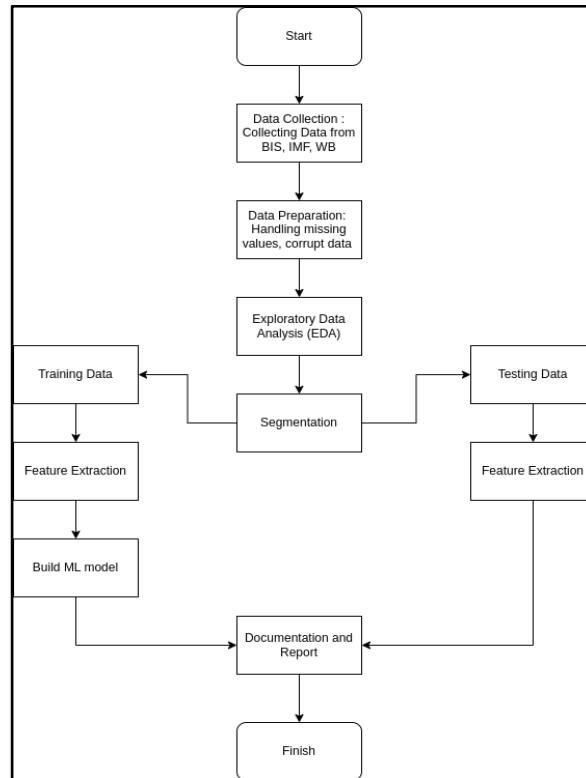 Start
Data Collection :
Collecting Data from
BIS, IMF, WB
Data Preparation:
Handling missing
values, corrupt data
Exploratory Data
Analysis (EDA)
Training Data
Testing Data
Segmentation
Feature Extraction
Feature Extraction
Build ML model
Documentation and
Report
Finish